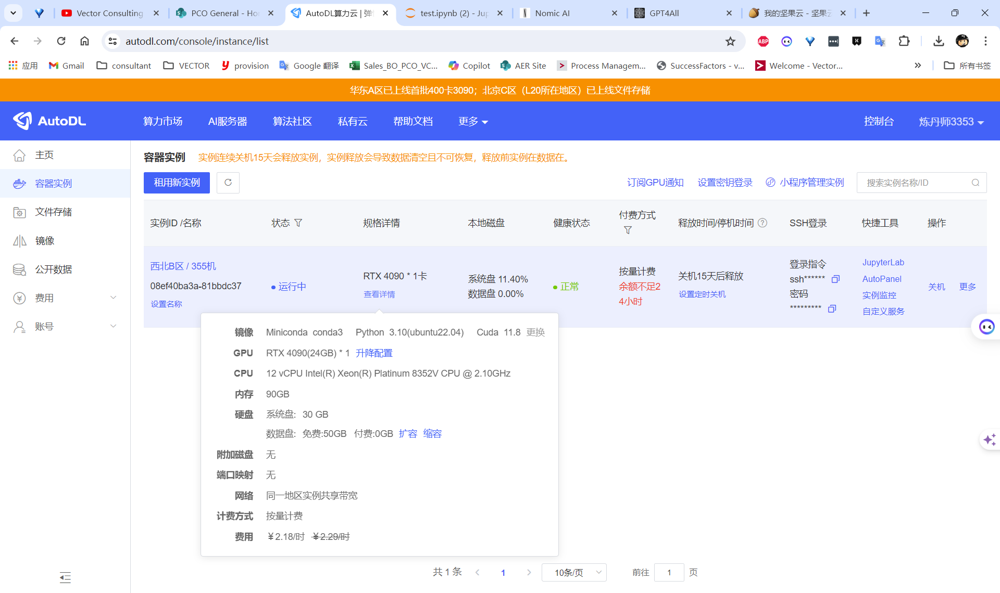 Vector Consulting
PCO General - Ho
AutoDL算力云 | 弹
test.ipynb (2) - Jup
Nomic AI
GPT4All
我的坚果云 - 坚果
autodl.com/console/instance/list
ABP
应用
Gmail
consultant
VECTOR
provision
Google 翻译
Sales_BO_PCO_VC...
Copilot
AER Site
Process Managem...
SuccessFactors - v...
Welcome - Vector...
所有书签
华东A区已上线首批400卡3090；北京C区（L20所在地区）已上线文件存储
AutoDL
算力市场
AI服务器
算法社区
私有云
帮助文档
更多
控制台
炼丹师3353
主页
容器实例
文件存储
镜像
公开数据
费用
账号
容器实例
实例连续关机15天会释放实例，实例释放会导致数据清空且不可恢复，释放前实例在数据在。
租用新实例
订阅GPU通知
设置密钥登录
小程序管理实例
搜索实例名称/ID
实例ID /名称
状态
规格详情
本地磁盘
健康状态
付费方式
释放时间/停机时间
SSH登录
快捷工具
操作
西北B区 / 355机
08ef40ba3a-81bbdc37
设置名称
运行中
RTX 4090 * 1卡
查看详情
系统盘 11.40%
数据盘 0.00%
正常
按量计费
余额不足2
4小时
关机15天后释放
设置定时关机
登录指令
ssh******
密码
*********
JupyterLab
AutoPanel
实例监控
自定义服务
关机
更多
镜像 Miniconda conda3 Python 3.10(ubuntu22.04) Cuda 11.8 更换
GPU RTX 4090(24GB) * 1 升降配置
CPU 12 vCPU Intel(R) Xeon(R) Platinum 8352V CPU @ 2.10GHz
内存 90GB
硬盘 系统盘: 30 GB
数据盘: 免费:50GB 付费:0GB 扩容 缩容
附加磁盘 无
端口映射 无
网络 同一地区实例共享带宽
计费方式 按量计费
费用 ￥2.18/时 ￥2.29/时
共 1 条
1
10条/页
前往 1 页